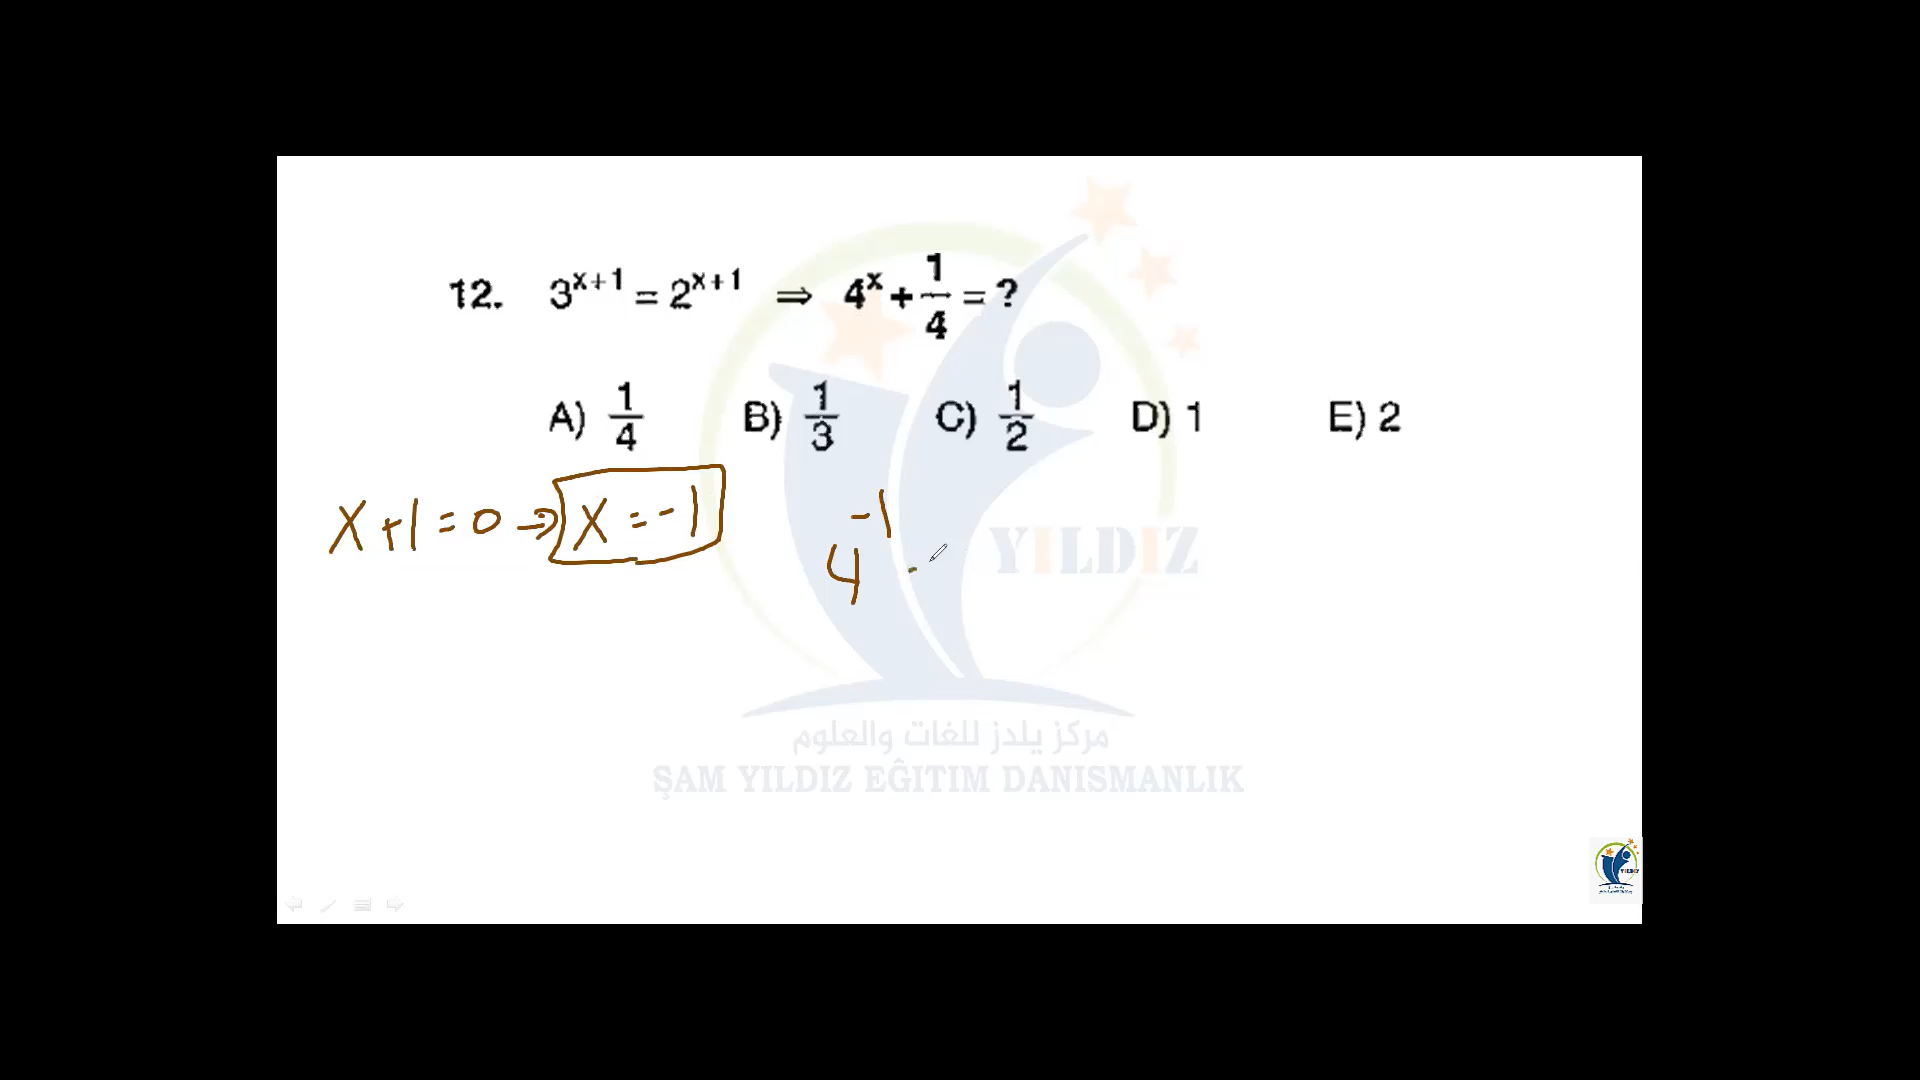 12. 3^{x+1} = 2^{x+1} ⇒ 4^x + 1/4 = ?
A) 1/4 B) 1/3 C) 1/2 D) 1 E) 2
x+1=0 → x=-1
4^{-1} -
YILDIZ
مركز يلدز للغات والعلوم
ŞAM YILDIZ EĞITIM DANISMANLIK
YILDIZ